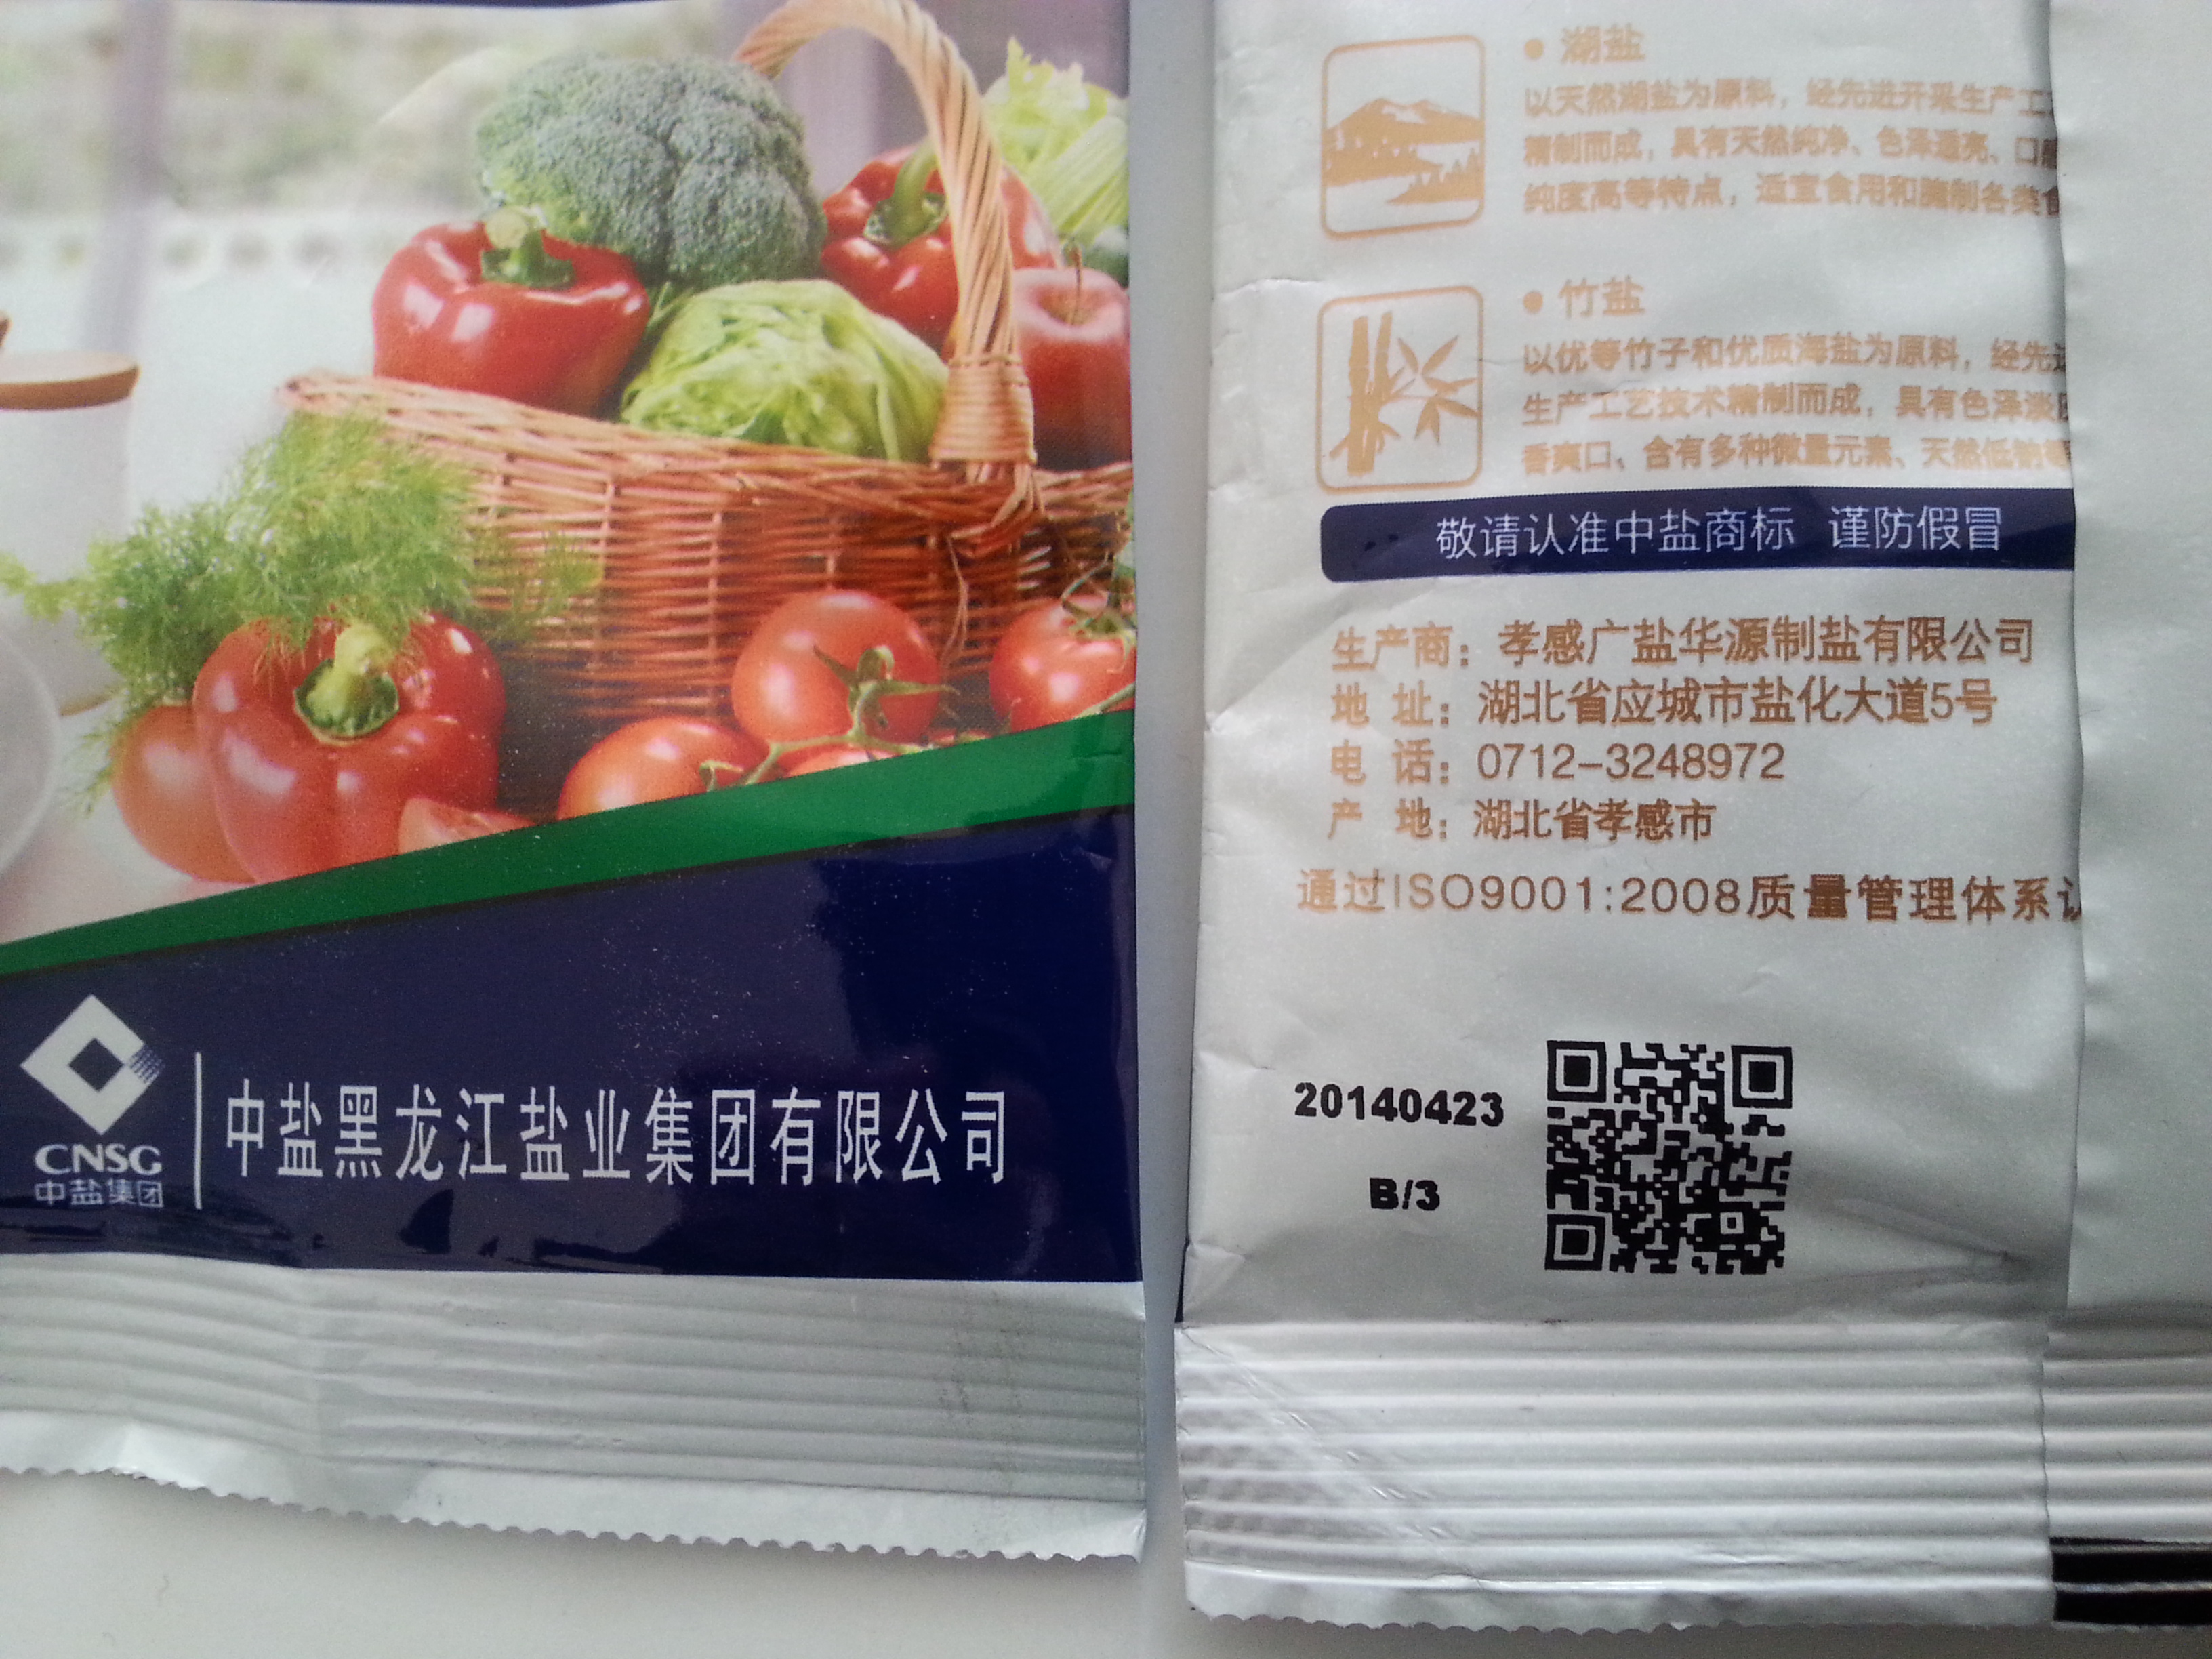 CNSG
中盐集团
中盐黑龙江盐业集团有限公司
• 湖盐
以天然湖盐为原料，经先进开采生产工
精制而成，具有天然纯净、色泽透亮、口感
纯度高等特点，适宜食用和腌制各类食
• 竹盐
以优等竹子和优质海盐为原料，经先进
生产工艺技术精制而成，具有色泽淡
香爽口、含有多种微量元素、天然低钠等
敬请认准中盐商标 谨防假冒
生产商：孝感广盐华源制盐有限公司
地 址：湖北省应城市盐化大道5号
电 话：0712-3248972
产 地：湖北省孝感市
通过ISO9001:2008质量管理体系认
20140423
B/3